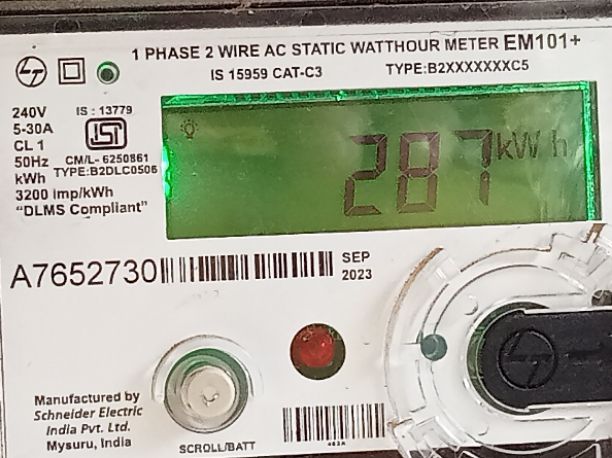 1 PHASE 2 WIRE AC STATIC WATTHOUR METER EM101+
IS 15959 CAT-C3 TYPE:B2XXXXXXXC5
240V IS : 13779
5-30A
CL 1
50Hz CM/L- 6250861
kWh TYPE:B2DLC0506
3200 imp/kWh
"DLMS Compliant"
287 kWh
A7652730 SEP
2023
Manufactured by
Schneider Electric
India Pvt. Ltd.
Mysuru, India
SCROLL/BATT